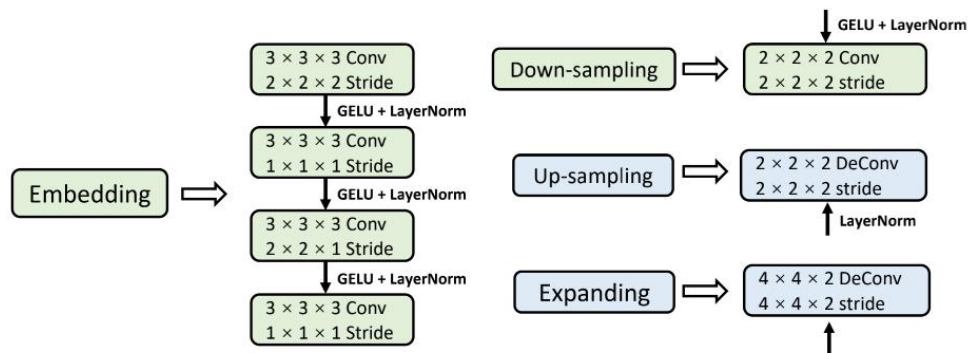 Embedding
3 × 3 × 3 Conv
2 × 2 × 2 Stride
GELU + LayerNorm
3 × 3 × 3 Conv
1 × 1 × 1 Stride
GELU + LayerNorm
3 × 3 × 3 Conv
2 × 2 × 1 Stride
GELU + LayerNorm
3 × 3 × 3 Conv
1 × 1 × 1 Stride
Down-sampling
GELU + LayerNorm
2 × 2 × 2 Conv
2 × 2 × 2 stride
Up-sampling
2 × 2 × 2 DeConv
2 × 2 × 2 stride
LayerNorm
Expanding
4 × 4 × 2 DeConv
4 × 4 × 2 stride